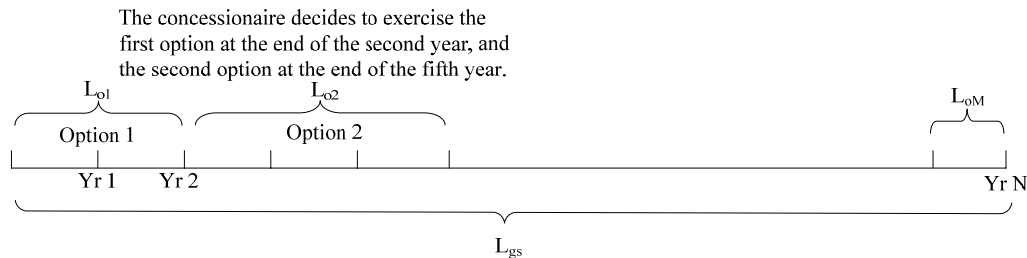 The concessionaire decides to exercise the
first option at the end of the second year, and
the second option at the end of the fifth year.
Lo1 Lo2 LoM
Option 1 Option 2
Yr 1 Yr 2 Yr N
Lgs